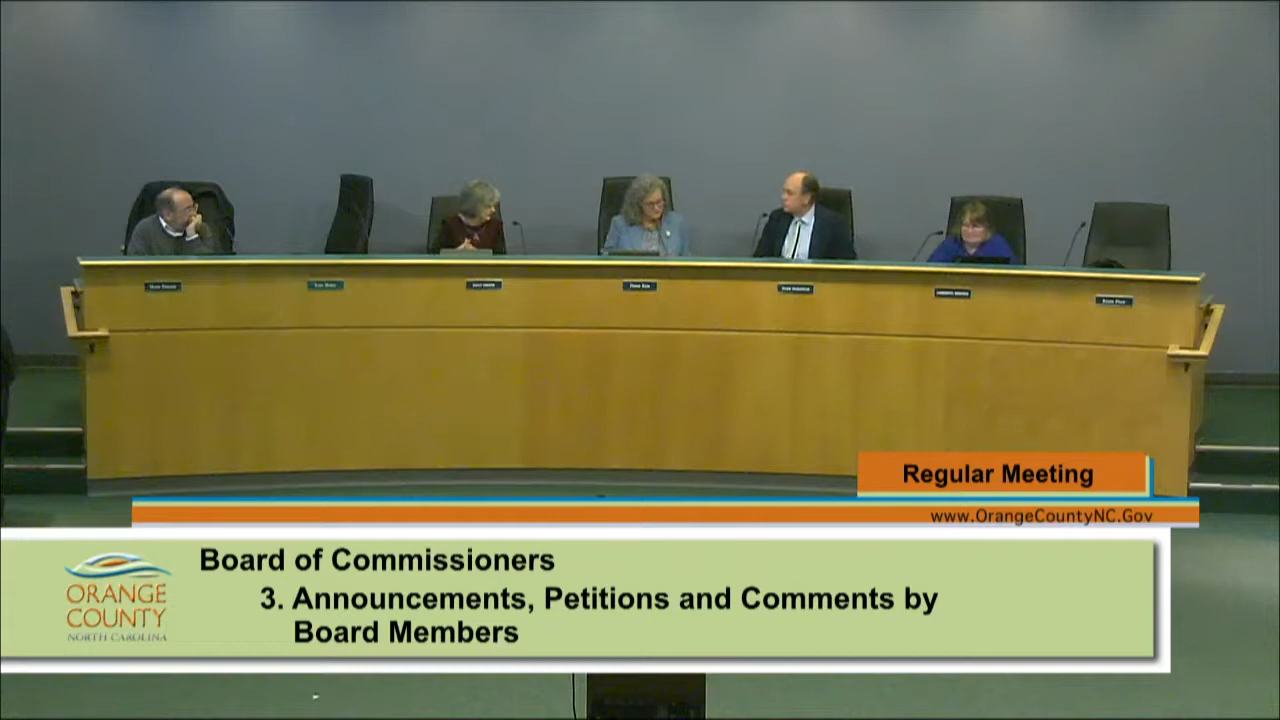 Regular Meeting
www.OrangeCountyNC.Gov
Board of Commissioners
3. Announcements, Petitions and Comments by
Board Members
ORANGE
COUNTY
NORTH CAROLINA